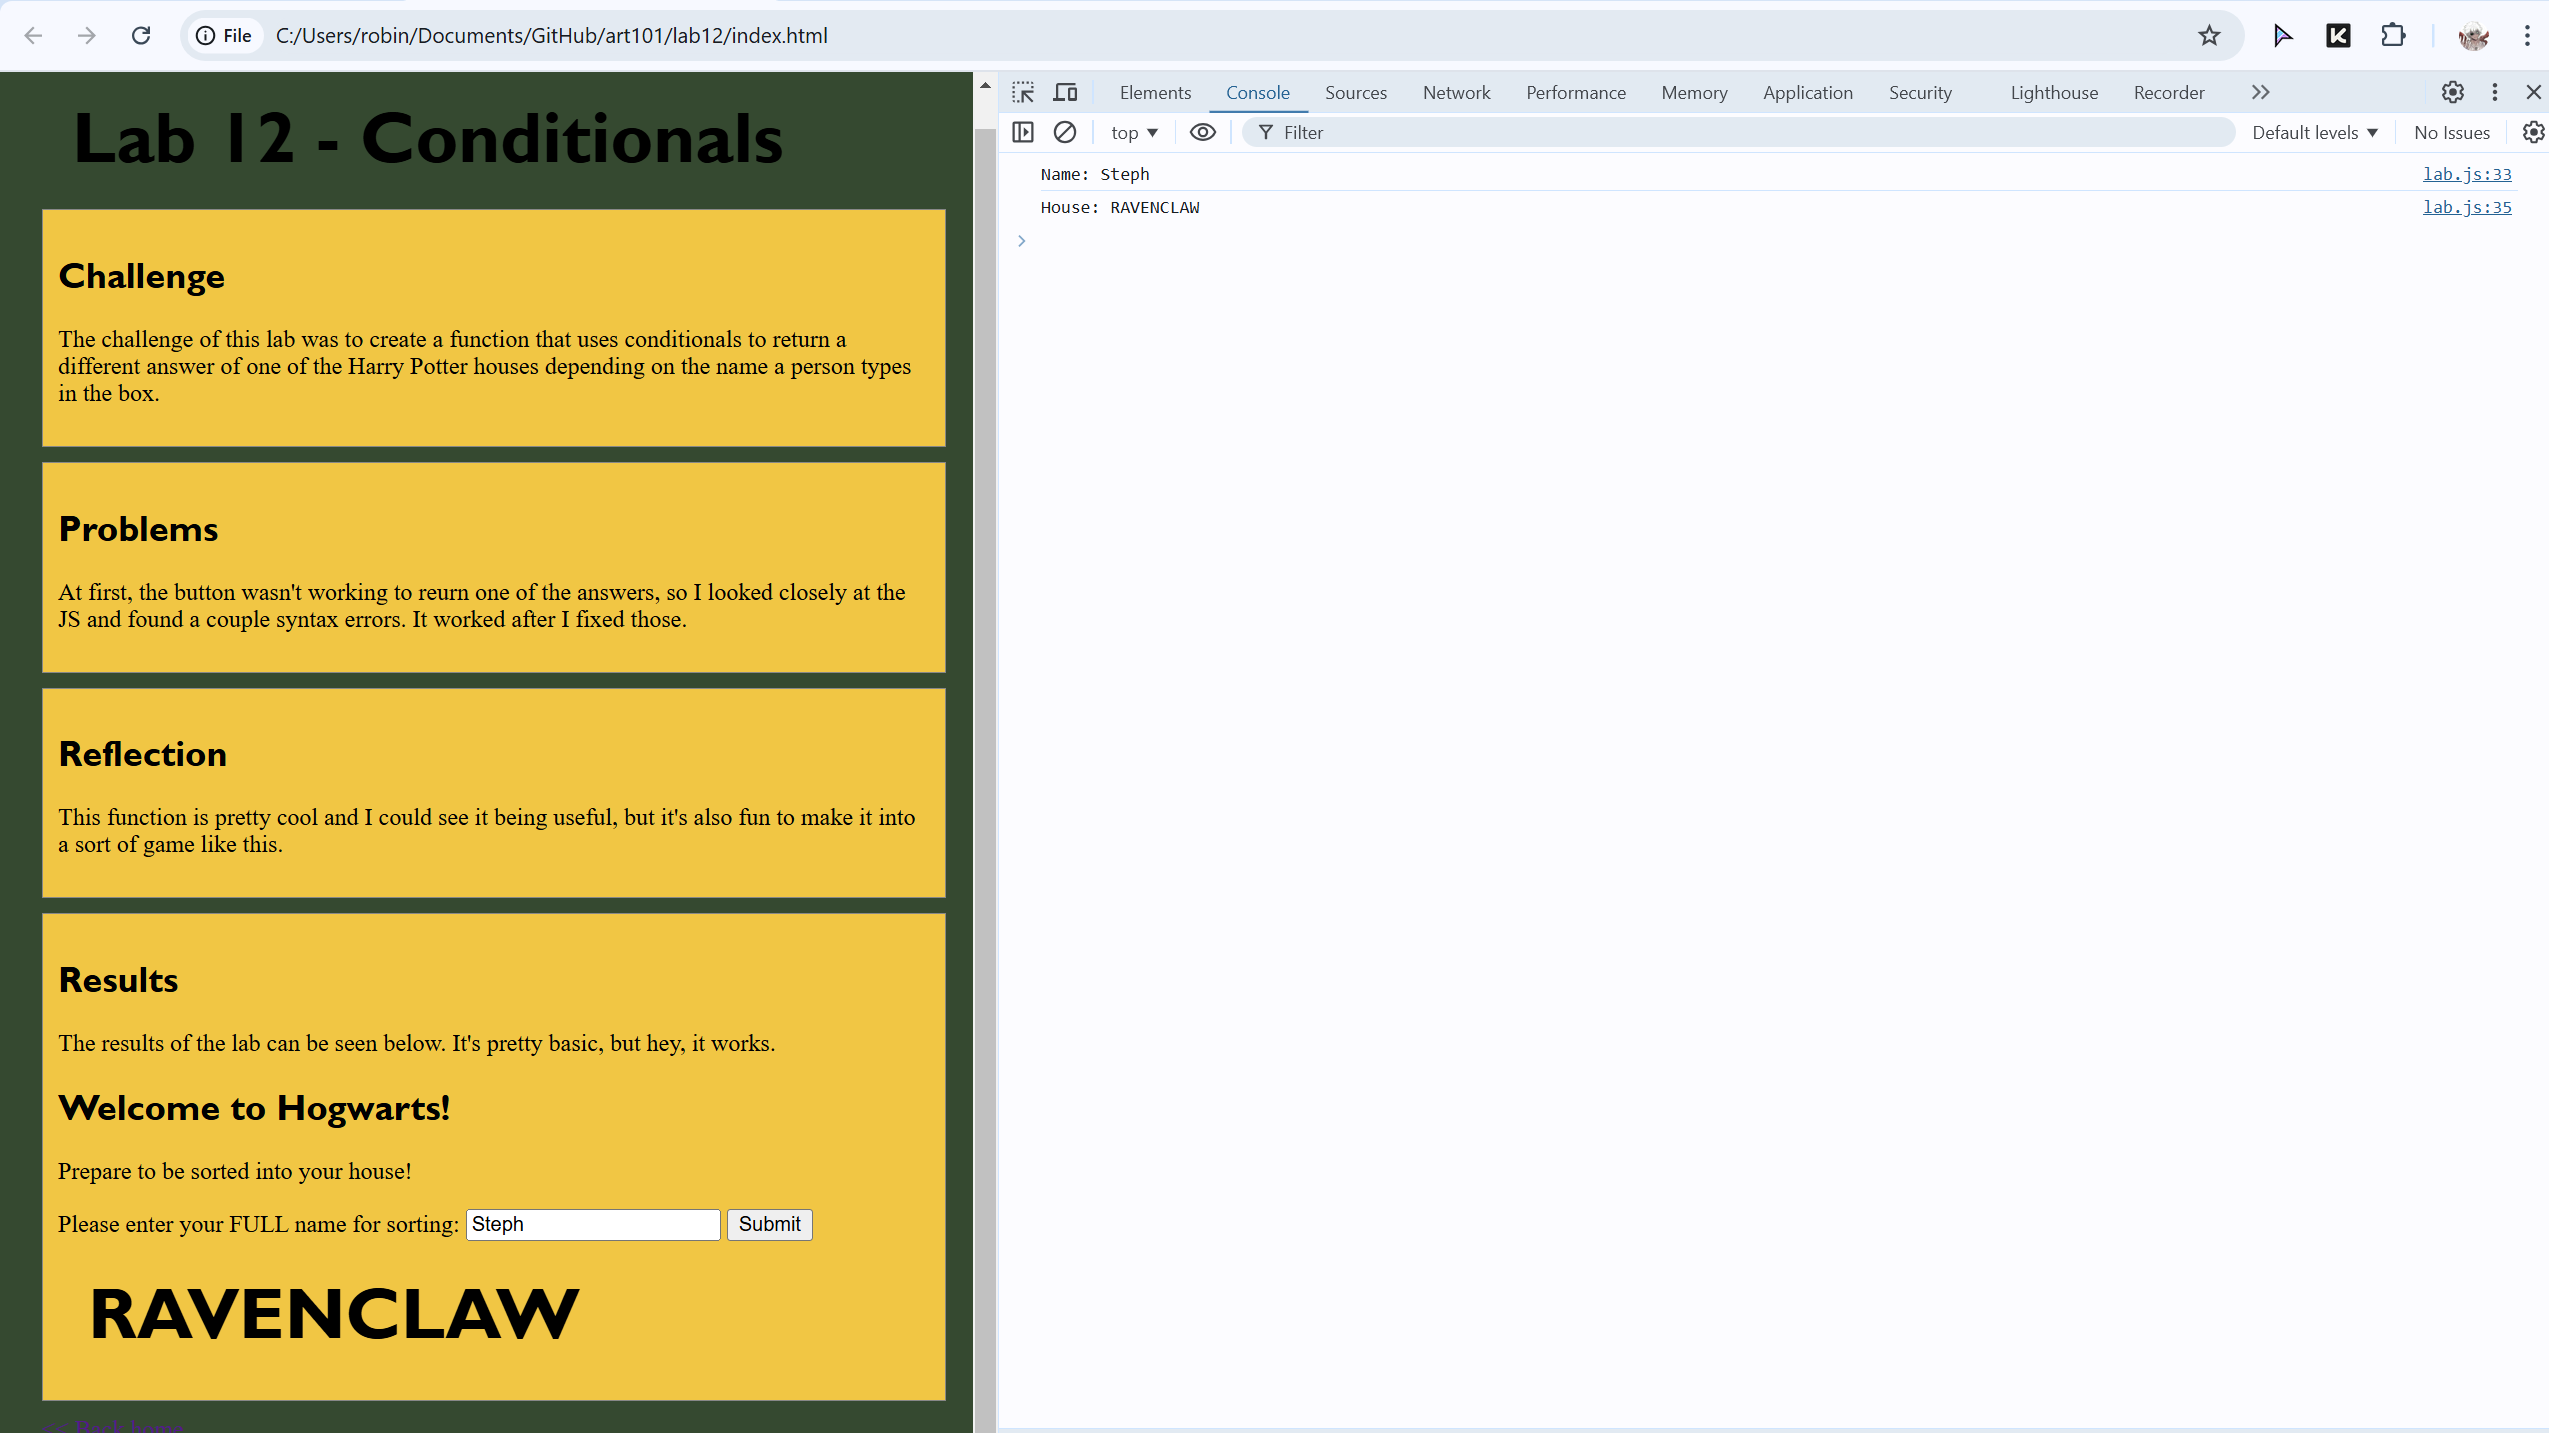 File C:/Users/robin/Documents/GitHub/art101/lab12/index.html
Lab 12 - Conditionals
Challenge
The challenge of this lab was to create a function that uses conditionals to return a
different answer of one of the Harry Potter houses depending on the name a person types
in the box.
Problems
At first, the button wasn't working to reurn one of the answers, so I looked closely at the
JS and found a couple syntax errors. It worked after I fixed those.
Reflection
This function is pretty cool and I could see it being useful, but it's also fun to make it into
a sort of game like this.
Results
The results of the lab can be seen below. It's pretty basic, but hey, it works.
Welcome to Hogwarts!
Prepare to be sorted into your house!
Please enter your FULL name for sorting: Steph Submit
RAVENCLAW
<< Back home
Elements Console Sources Network Performance Memory Application Security Lighthouse Recorder
top Filter Default levels No Issues
Name: Steph lab.js:33
House: RAVENCLAW lab.js:35